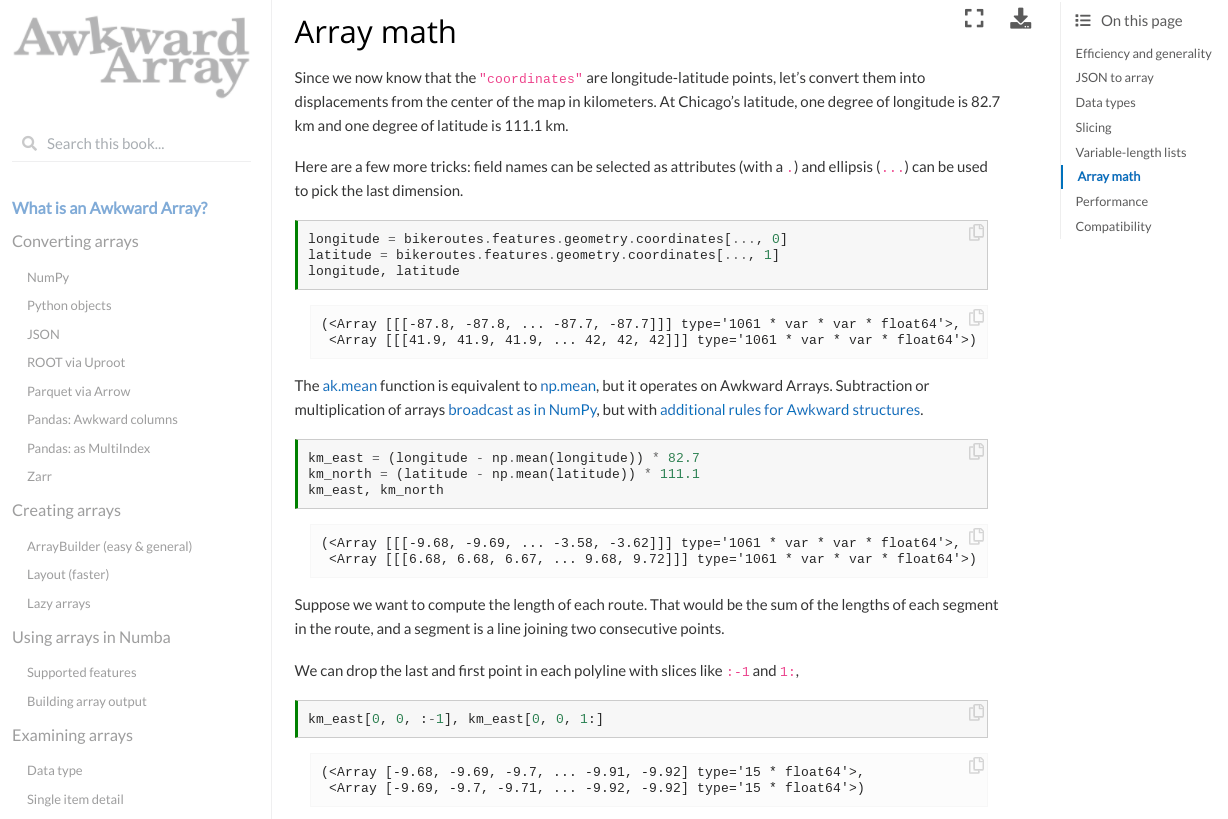 Awkward
Array
Search this book...
What is an Awkward Array?
Converting arrays
NumPy
Python objects
JSON
ROOT via Uproot
Parquet via Arrow
Pandas: Awkward columns
Pandas: as MultiIndex
Zarr
Creating arrays
ArrayBuilder (easy & general)
Layout (faster)
Lazy arrays
Using arrays in Numba
Supported features
Building array output
Examining arrays
Data type
Single item detail
Array math
Since we now know that the "coordinates" are longitude-latitude points, let’s convert them into
displacements from the center of the map in kilometers. At Chicago’s latitude, one degree of longitude is 82.7
km and one degree of latitude is 111.1 km.
Here are a few more tricks: field names can be selected as attributes (with a .) and ellipsis (...) can be used
to pick the last dimension.
longitude = bikeroutes.features.geometry.coordinates[..., 0]
latitude = bikeroutes.features.geometry.coordinates[..., 1]
longitude, latitude
(<Array [[[-87.8, -87.8, ... -87.7, -87.7]]] type='1061 * var * var * float64'>,
<Array [[[41.9, 41.9, 41.9, ... 42, 42, 42]]] type='1061 * var * var * float64'>)
The ak.mean function is equivalent to np.mean, but it operates on Awkward Arrays. Subtraction or
multiplication of arrays broadcast as in NumPy, but with additional rules for Awkward structures.
km_east = (longitude - np.mean(longitude)) * 82.7
km_north = (latitude - np.mean(latitude)) * 111.1
km_east, km_north
(<Array [[[-9.68, -9.69, ... -3.58, -3.62]]] type='1061 * var * var * float64'>,
<Array [[[6.68, 6.68, 6.67, ... 9.68, 9.72]]] type='1061 * var * var * float64'>)
Suppose we want to compute the length of each route. That would be the sum of the lengths of each segment
in the route, and a segment is a line joining two consecutive points.
We can drop the last and first point in each polyline with slices like :-1 and 1:,
km_east[0, 0, :-1], km_east[0, 0, 1:]
(<Array [-9.68, -9.69, -9.7, ... -9.91, -9.92] type='15 * float64'>,
<Array [-9.69, -9.7, -9.71, ... -9.92, -9.92] type='15 * float64'>)
On this page
Efficiency and generality
JSON to array
Data types
Slicing
Variable-length lists
Array math
Performance
Compatibility